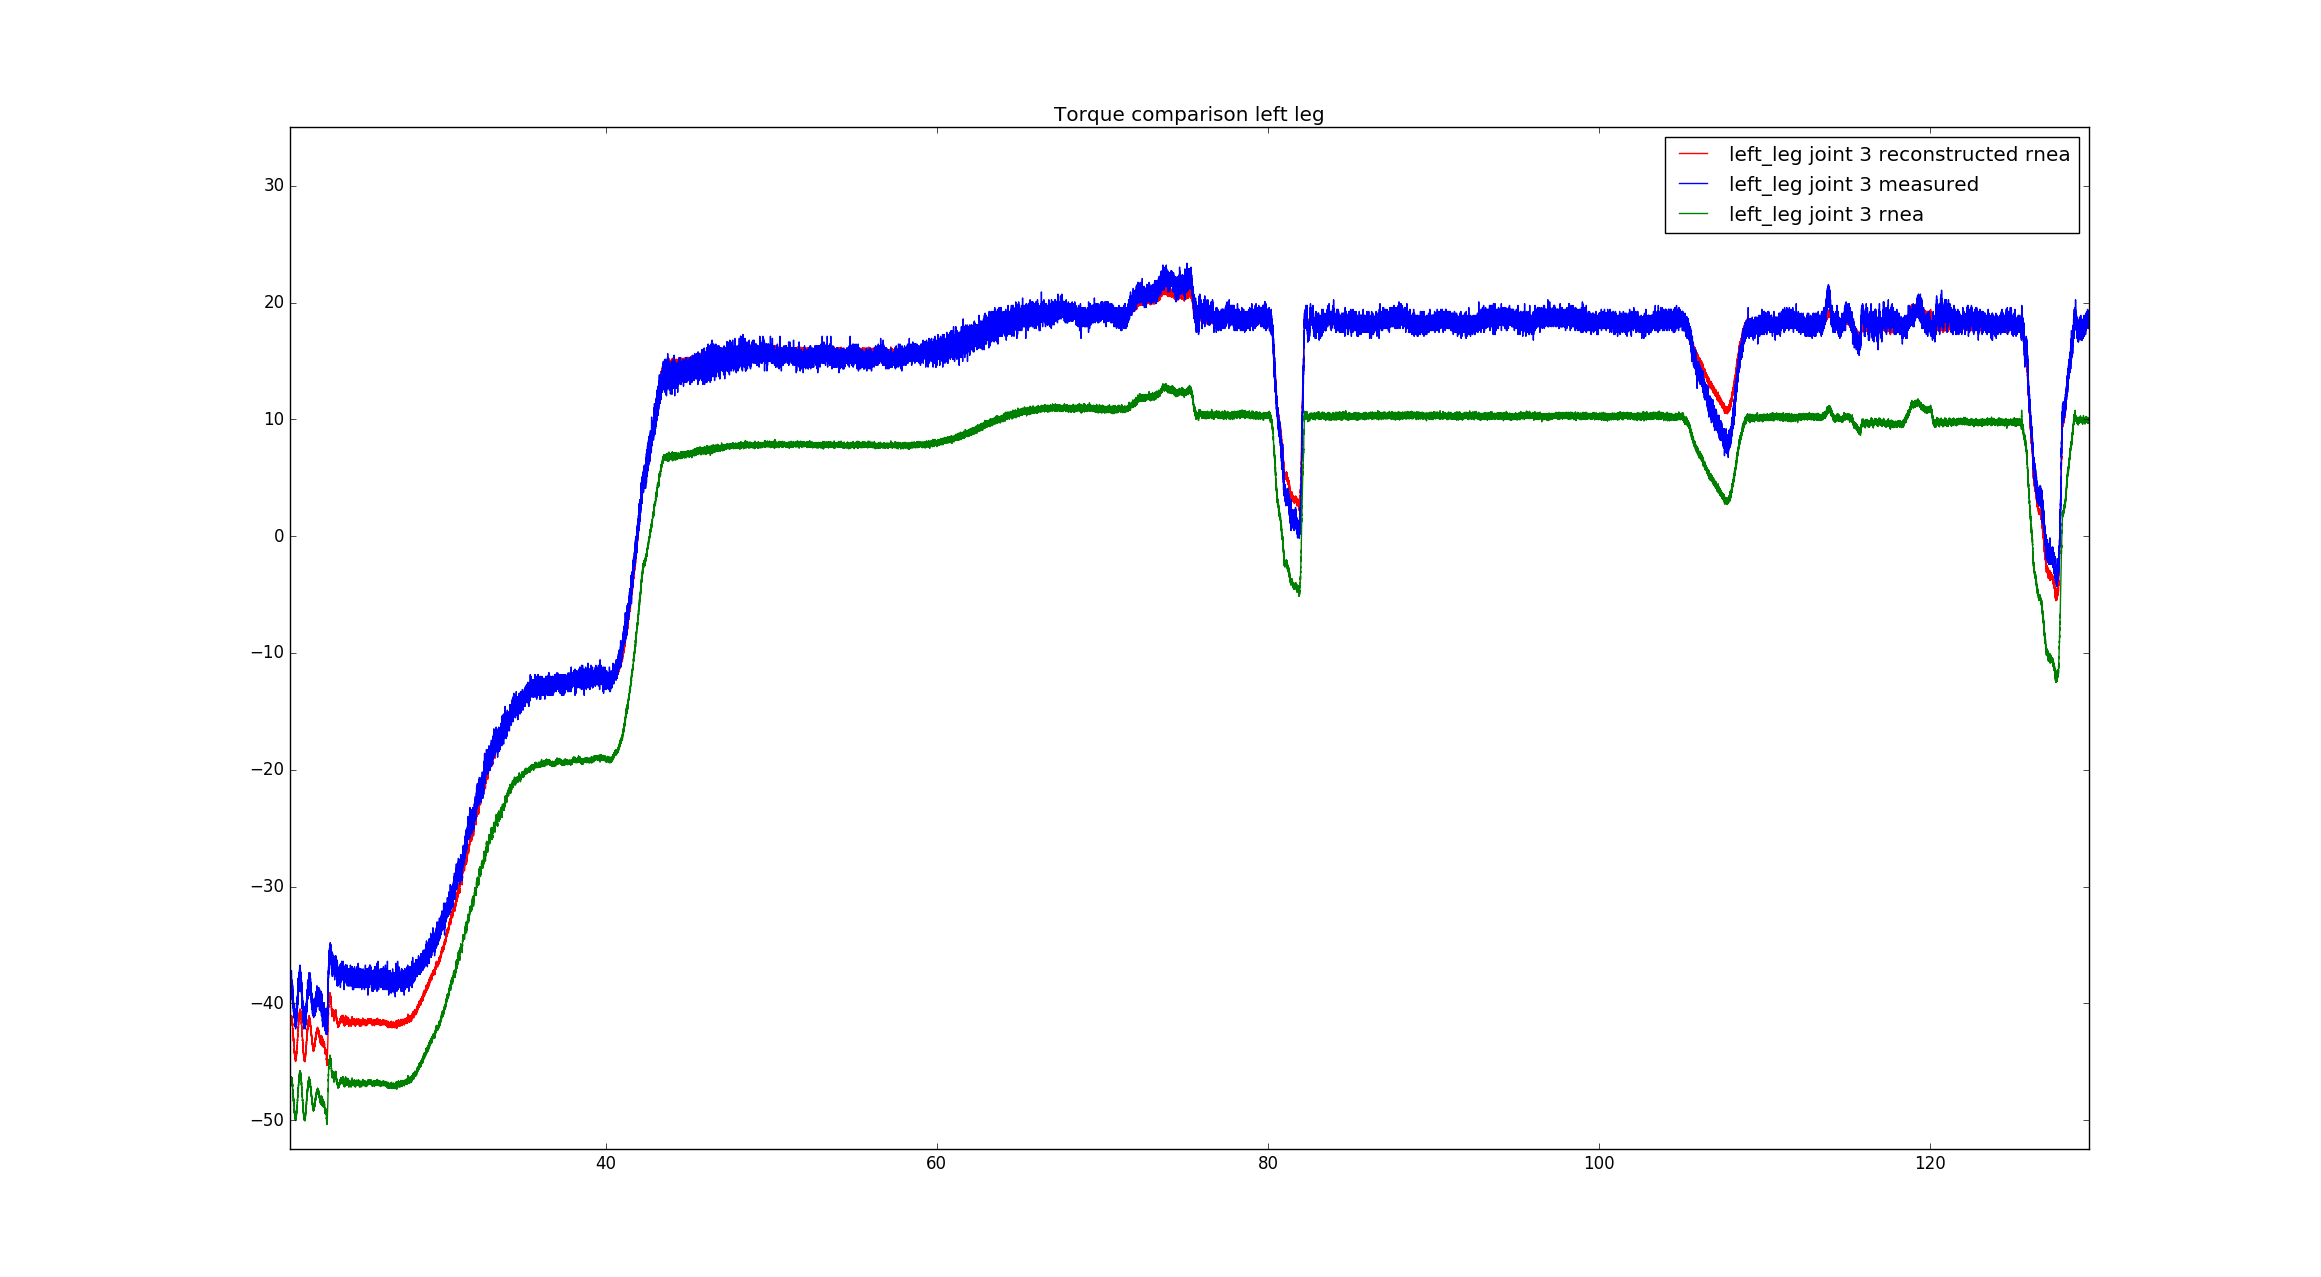 Torque comparison left leg
left_leg joint 3 reconstructed rnea
left_leg joint 3 measured
left_leg joint 3 rnea
30
20
10
0
−10
−20
−30
−40
−50
40 60 80 100 120